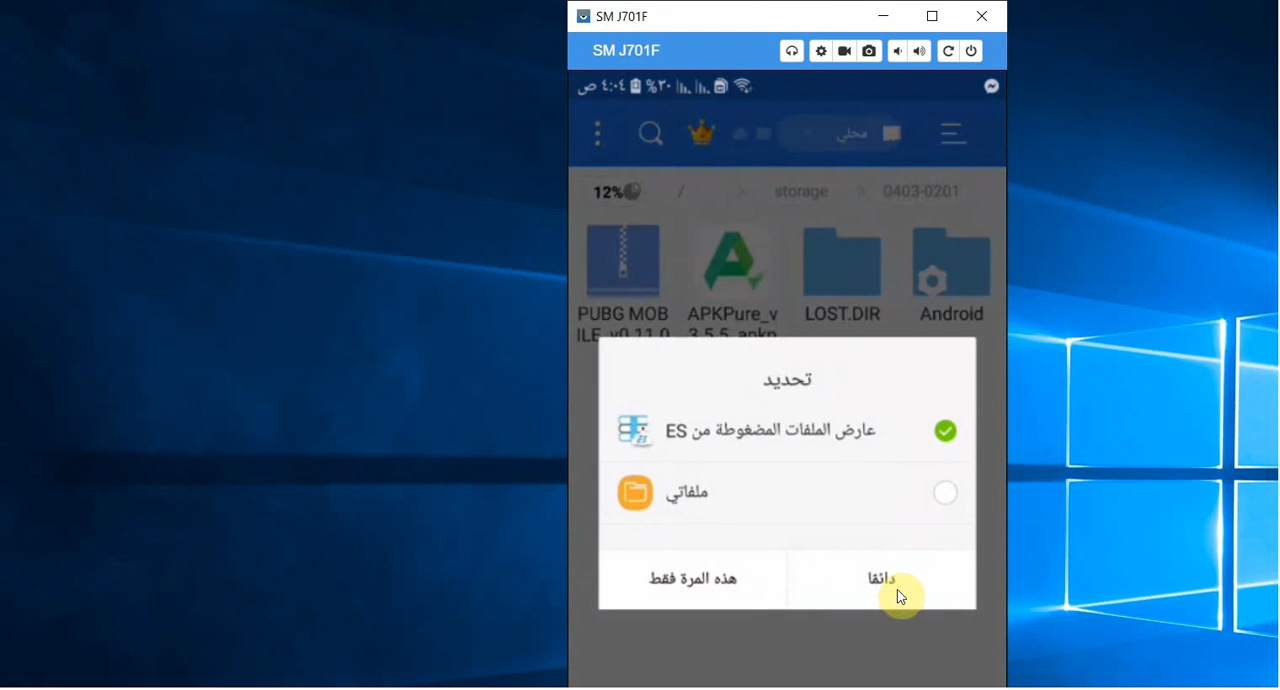 SM J701F
SM J701F
٤:٠٤ ص
٣٠%
محلي
12%
/ > storage > 0403-0201
PUBG MOB
ILE_v0.11.0
APKPure_v
3.5.5_apkp
LOST.DIR
Android
تحديد
عارض الملفات المضغوطة من ES
ملفاتي
هذه المرة فقط
دائمًا